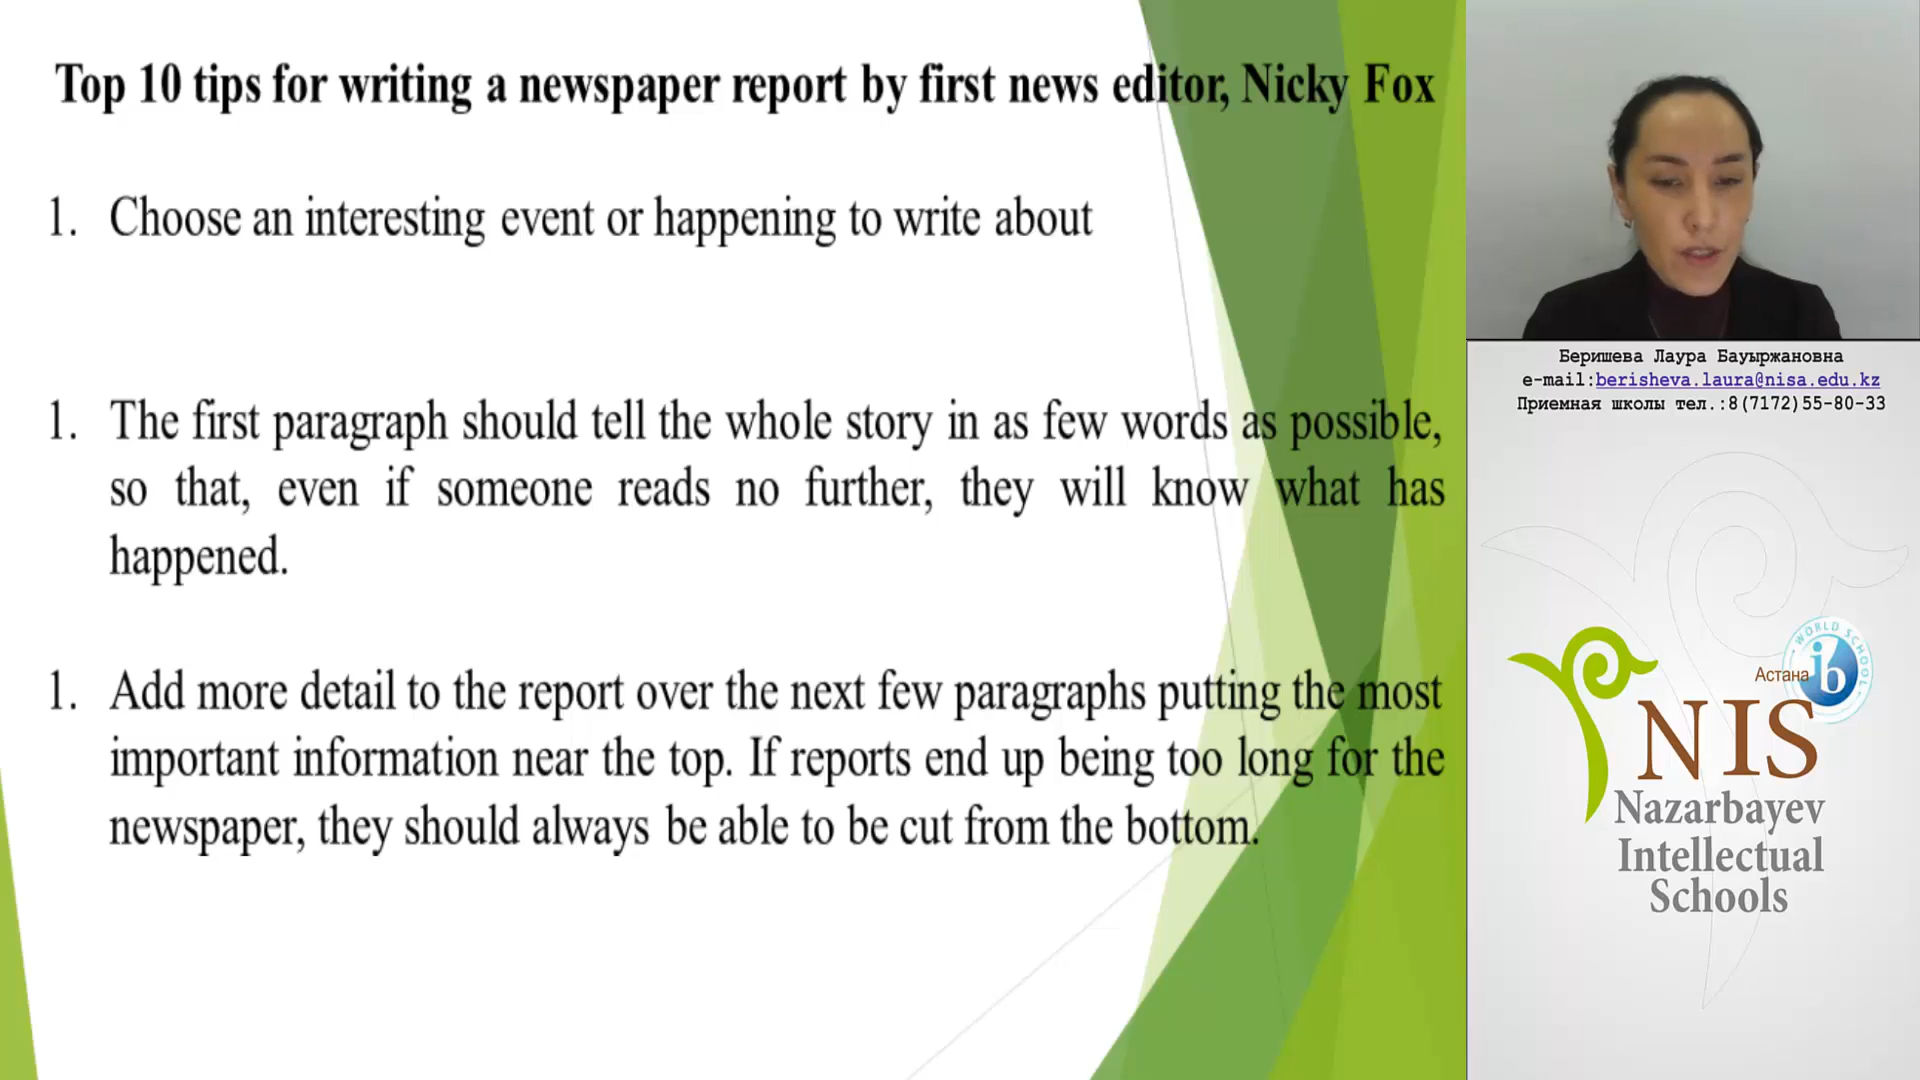 Top 10 tips for writing a newspaper report by first news editor, Nicky Fox
1. Choose an interesting event or happening to write about
1. The first paragraph should tell the whole story in as few words as possible,
so that, even if someone reads no further, they will know what has
happened.
1. Add more detail to the report over the next few paragraphs putting the most
important information near the top. If reports end up being too long for the
newspaper, they should always be able to be cut from the bottom.
Беришева Лаура Бауыржановна
e-mail:berisheva.laura@nisa.edu.kz
Приемная школы тел.:8(7172)55-80-33
WORLD SCHOOL
Астана
ib
NIS
Nazarbayev
Intellectual
Schools